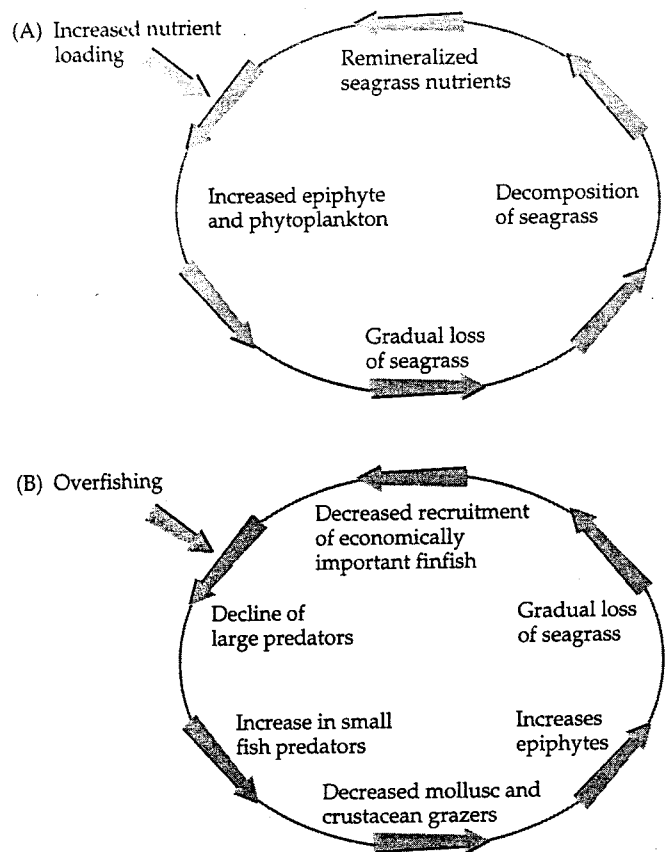 (A) Increased nutrient
loading
Remineralized
seagrass nutrients
Increased epiphyte
and phytoplankton
Decomposition
of seagrass
Gradual loss
of seagrass
(B) Overfishing
Decreased recruitment
of economically
important finfish
Decline of
large predators
Gradual loss
of seagrass
Increase in small
fish predators
Increases
epiphytes
Decreased mollusc and
crustacean grazers